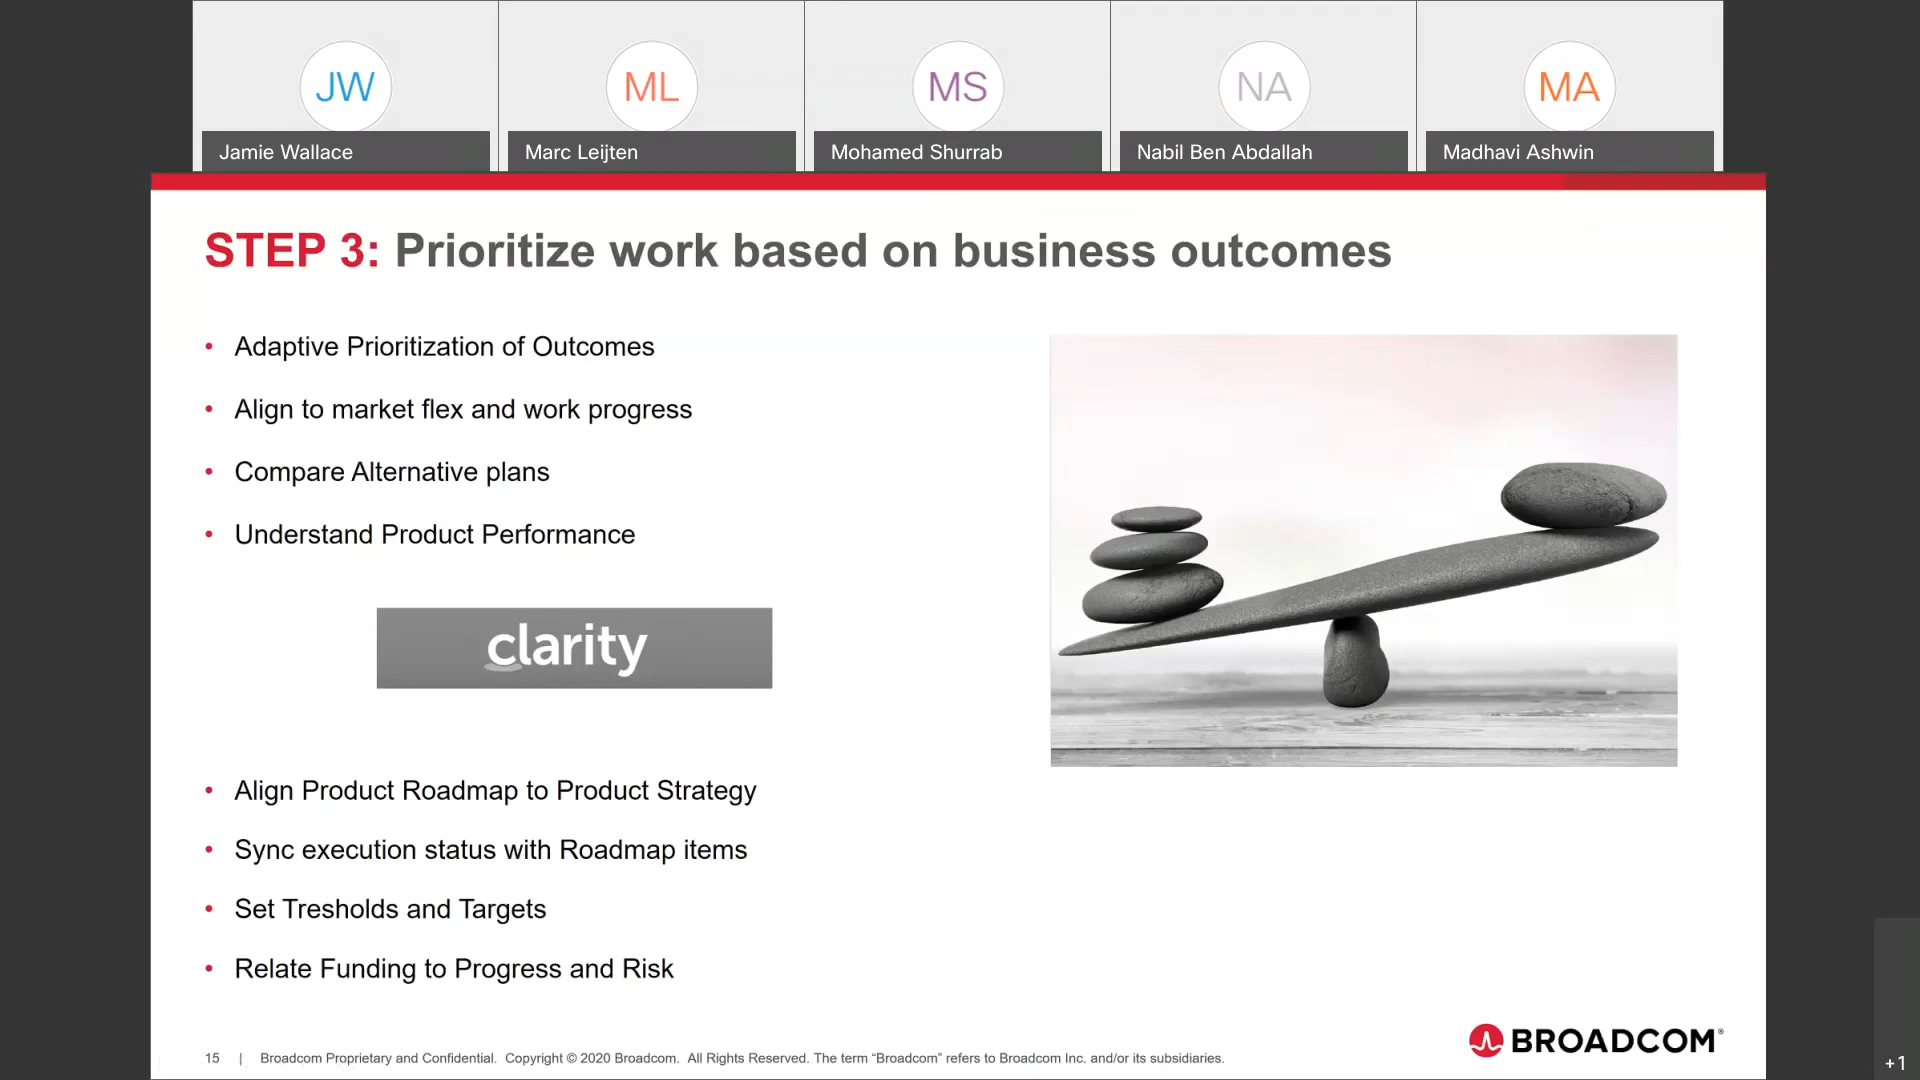 JW
ML
MS
NA
MA
Jamie Wallace
Marc Leijten
Mohamed Shurrab
Nabil Ben Abdallah
Madhavi Ashwin
STEP 3: Prioritize work based on business outcomes
• Adaptive Prioritization of Outcomes
• Align to market flex and work progress
• Compare Alternative plans
• Understand Product Performance
clarity
• Align Product Roadmap to Product Strategy
• Sync execution status with Roadmap items
• Set Tresholds and Targets
• Relate Funding to Progress and Risk
BROADCOM®
15 | Broadcom Proprietary and Confidential. Copyright © 2020 Broadcom. All Rights Reserved. The term “Broadcom” refers to Broadcom Inc. and/or its subsidiaries.
+1